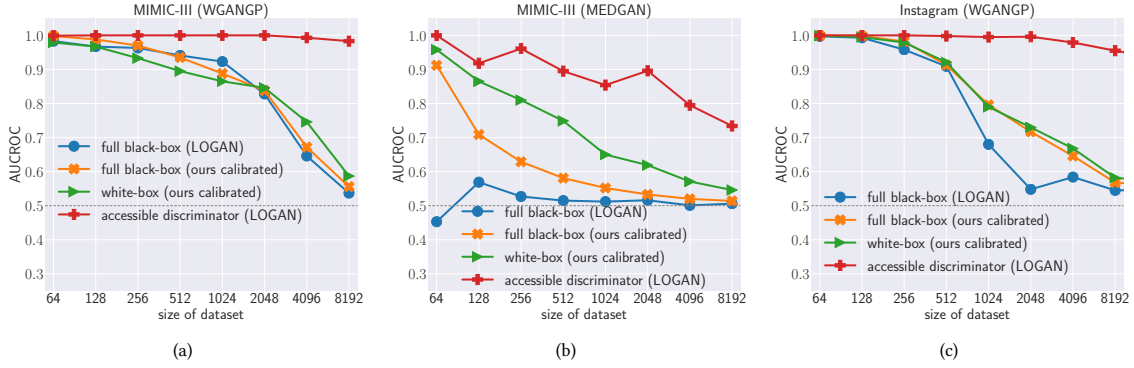 MIMIC-III (WGANGP)
AUCROC
1.0
0.9
0.8
0.7
0.6
0.5
0.4
0.3
full black-box (LOGAN)
full black-box (ours calibrated)
white-box (ours calibrated)
accessible discriminator (LOGAN)
64 128 256 512 1024 2048 4096 8192
size of dataset
(a)
MIMIC-III (MEDGAN)
AUCROC
1.0
0.9
0.8
0.7
0.6
0.5
0.4
0.3
full black-box (LOGAN)
full black-box (ours calibrated)
white-box (ours calibrated)
accessible discriminator (LOGAN)
64 128 256 512 1024 2048 4096 8192
size of dataset
(b)
Instagram (WGANGP)
AUCROC
1.0
0.9
0.8
0.7
0.6
0.5
0.4
0.3
full black-box (LOGAN)
full black-box (ours calibrated)
white-box (ours calibrated)
accessible discriminator (LOGAN)
64 128 256 512 1024 2048 4096 8192
size of dataset
(c)